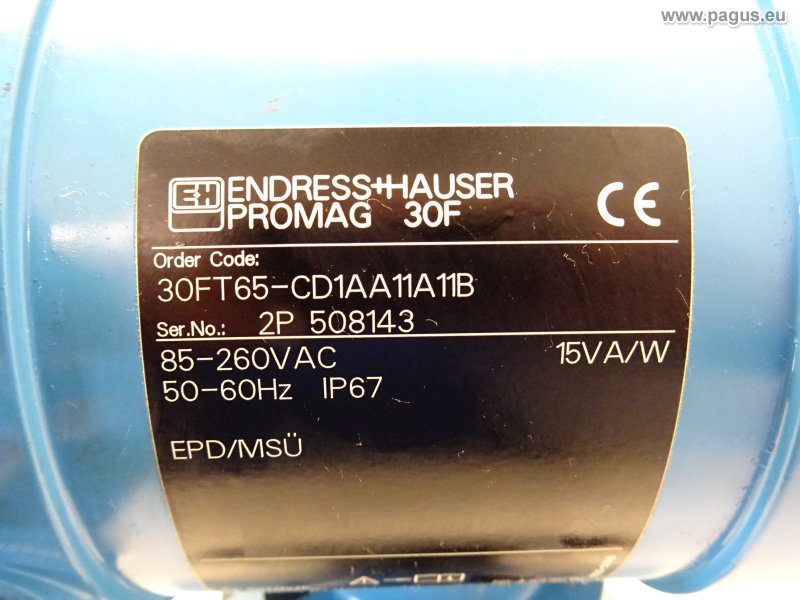 www.pagus.eu
EH ENDRESS+HAUSER
PROMAG 30F
CE
Order Code:
30FT65-CD1AA11A11B
Ser.No.: 2P 508143
85-260VAC 15VA/W
50-60Hz IP67
EPD/MSÜ